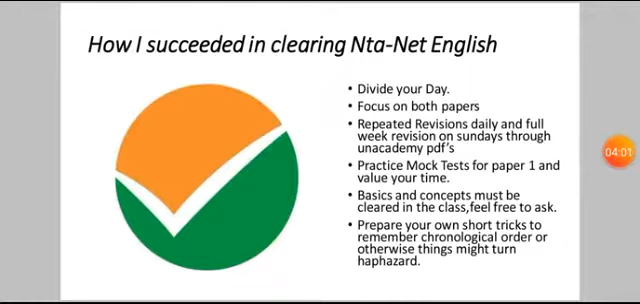 How I succeeded in clearing Nta-Net English
• Divide your Day.
• Focus on both papers
• Repeated Revisions daily and full
week revision on sundays through
unacademy pdf's
• Practice Mock Tests for paper 1 and
value your time.
• Basics and concepts must be
cleared in the class,feel free to ask.
• Prepare your own short tricks to
remember chronological order or
otherwise things might turn
haphazard.
04:01